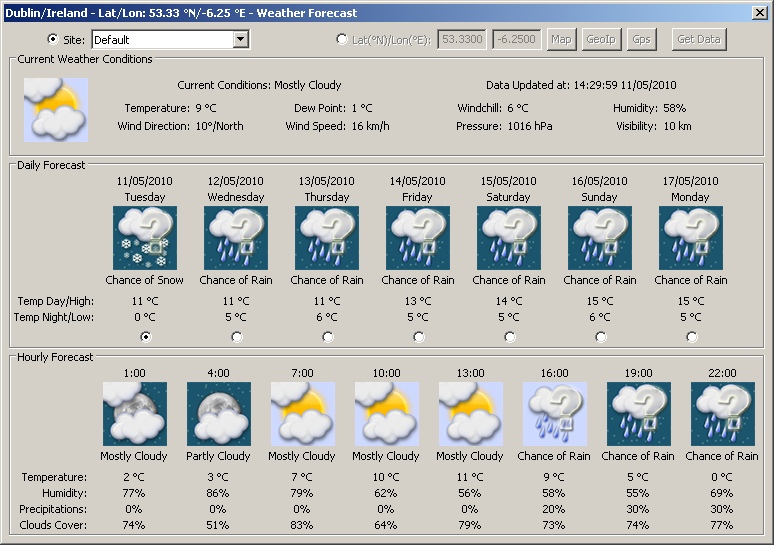 Dublin/Ireland - Lat/Lon: 53.33 °N/-6.25 °E - Weather Forecast
Site: Default Lat(°N)/Lon(°E): 53.3300 -6.2500 Map GeoIp Gps Get Data
Current Weather Conditions
Current Conditions: Mostly Cloudy Data Updated at: 14:29:59 11/05/2010
Temperature: 9 °C Dew Point: 1 °C Windchill: 6 °C Humidity: 58%
Wind Direction: 10°/North Wind Speed: 16 km/h Pressure: 1016 hPa Visibility: 10 km
Daily Forecast
11/05/2010 12/05/2010 13/05/2010 14/05/2010 15/05/2010 16/05/2010 17/05/2010
Tuesday Wednesday Thursday Friday Saturday Sunday Monday
Chance of Snow Chance of Rain Chance of Rain Chance of Rain Chance of Rain Chance of Rain Chance of Rain
Temp Day/High: 11 °C 11 °C 11 °C 13 °C 14 °C 15 °C 15 °C
Temp Night/Low: 0 °C 5 °C 6 °C 5 °C 5 °C 6 °C 5 °C
Hourly Forecast
1:00 4:00 7:00 10:00 13:00 16:00 19:00 22:00
Mostly Cloudy Partly Cloudy Mostly Cloudy Mostly Cloudy Mostly Cloudy Chance of Rain Chance of Rain Chance of Rain
Temperature: 2 °C 3 °C 7 °C 10 °C 11 °C 9 °C 5 °C 0 °C
Humidity: 77% 86% 79% 62% 56% 58% 55% 69%
Precipitations: 0% 0% 0% 0% 0% 20% 30% 30%
Clouds Cover: 74% 51% 83% 64% 79% 73% 74% 77%